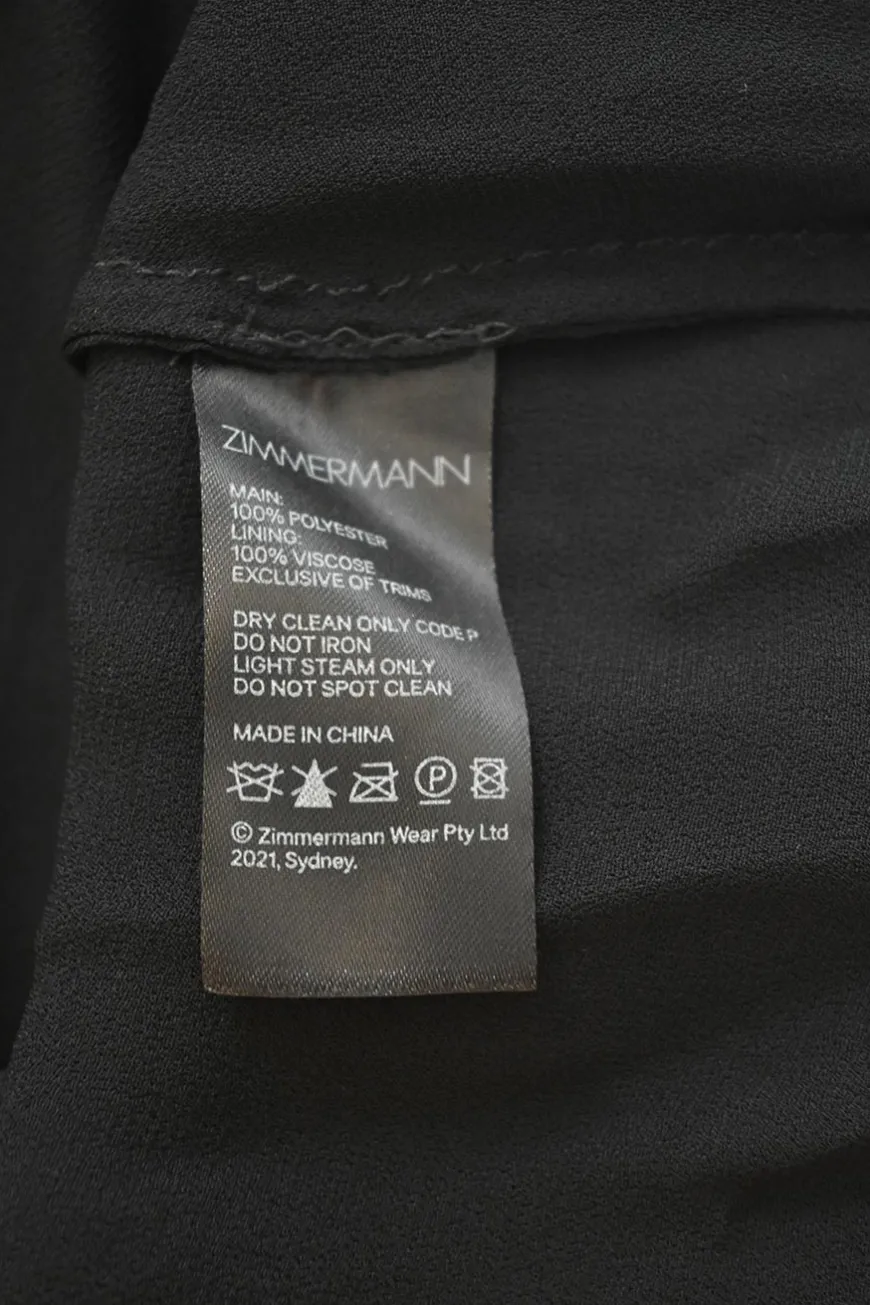 ZIMMERMANN
MAIN:
100% POLYESTER
LINING:
100% VISCOSE
EXCLUSIVE OF TRIMS
DRY CLEAN ONLY CODE P
DO NOT IRON
LIGHT STEAM ONLY
DO NOT SPOT CLEAN
MADE IN CHINA
P
© Zimmermann Wear Pty Ltd
2021, Sydney.